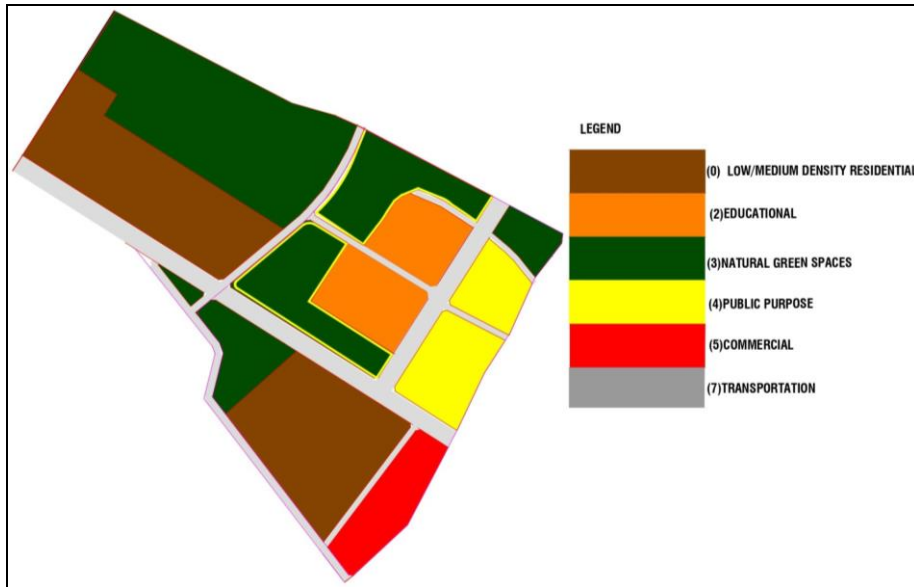 LEGEND
(0) LOW/MEDIUM DENSITY RESIDENTIAL
(2)EDUCATIONAL
(3)NATURAL GREEN SPACES
(4)PUBLIC PURPOSE
(5)COMMERCIAL
(7)TRANSPORTATION